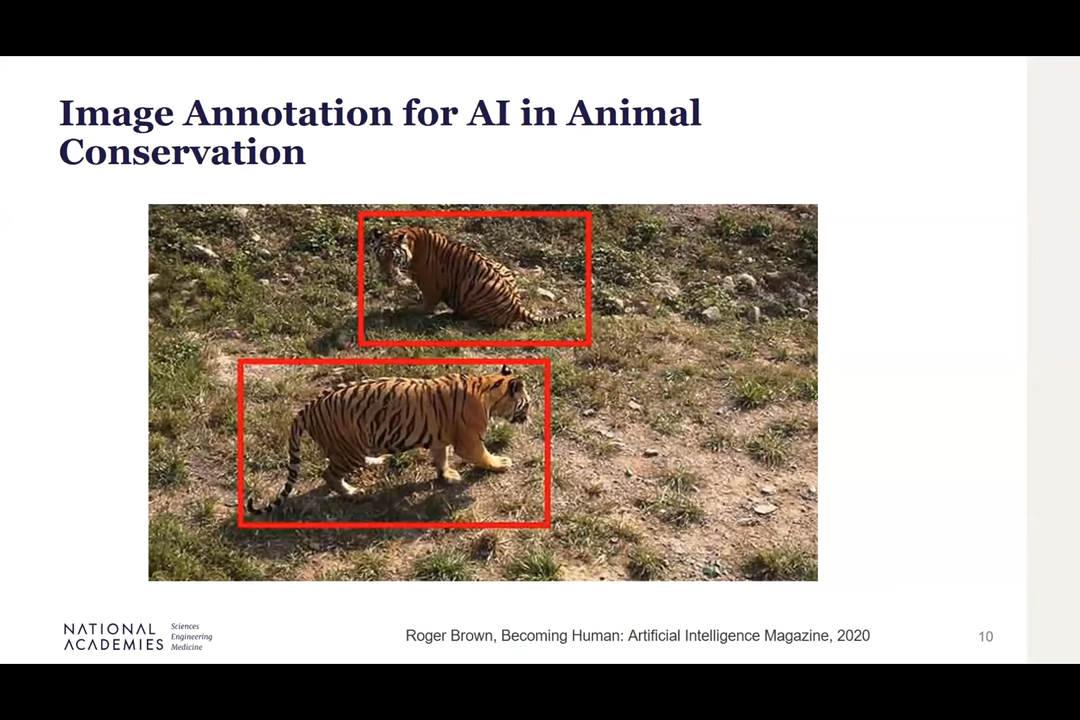 Image Annotation for AI in Animal
Conservation
NATIONAL
ACADEMIES
Sciences
Engineering
Medicine
Roger Brown, Becoming Human: Artificial Intelligence Magazine, 2020
10